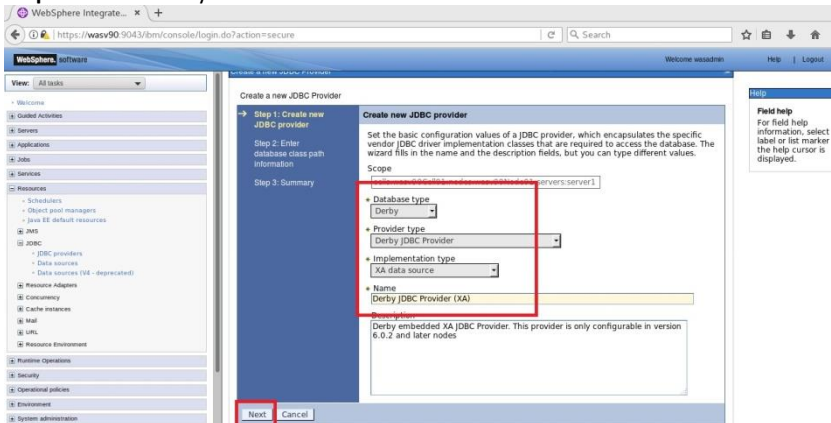 WebSphere Integrate...
https://wasv90:9043/ibm/console/login.do?action=secure
Search
WebSphere. software
Welcome wasadmin
Help | Logout
View: All tasks
Welcome
Guided Activities
Servers
Applications
Jobs
Services
Resources
Schedulers
Object pool managers
Java EE default resources
JMS
JDBC
JDBC providers
Data sources
Data sources (V4 - deprecated)
Resource Adapters
Concurrency
Cache instances
Mail
URL
Resource Environment
Runtime Operations
Security
Operational policies
Environment
System administration
Create a new JDBC Provider
Create a new JDBC Provider
Step 1: Create new
JDBC provider
Step 2: Enter
database class path
information
Step 3: Summary
Create new JDBC provider
Set the basic configuration values of a JDBC provider, which encapsulates the specific
vendor JDBC driver implementation classes that are required to access the database. The
wizard fills in the name and the description fields, but you can type different values.
Scope
servers:server1
Database type
Derby
Provider type
Derby JDBC Provider
Implementation type
XA data source
Name
Derby JDBC Provider (XA)
Description
Derby embedded XA JDBC Provider. This provider is only configurable in version
6.0.2 and later nodes
Next
Cancel
Help
Field help
For field help
information, select
label or list marker
the help cursor is
displayed.